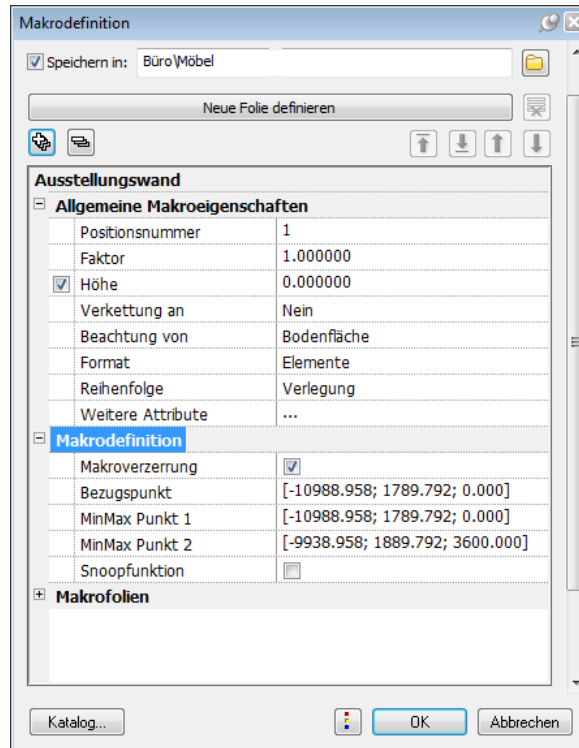 Makrodefinition
Speichern in: Büro\Möbel
Neue Folie definieren
Ausstellungswand
Allgemeine Makroeigenschaften
Positionsnummer 1
Faktor 1.000000
Höhe 0.000000
Verkettung an Nein
Beachtung von Bodenfläche
Format Elemente
Reihenfolge Verlegung
Weitere Attribute ...
Makrodefinition
Makroverzerrung
Bezugspunkt [-10988.958; 1789.792; 0.000]
MinMax Punkt 1 [-10988.958; 1789.792; 0.000]
MinMax Punkt 2 [-9938.958; 1889.792; 3600.000]
Snoopfunktion
Makrofolien
Katalog... OK Abbrechen